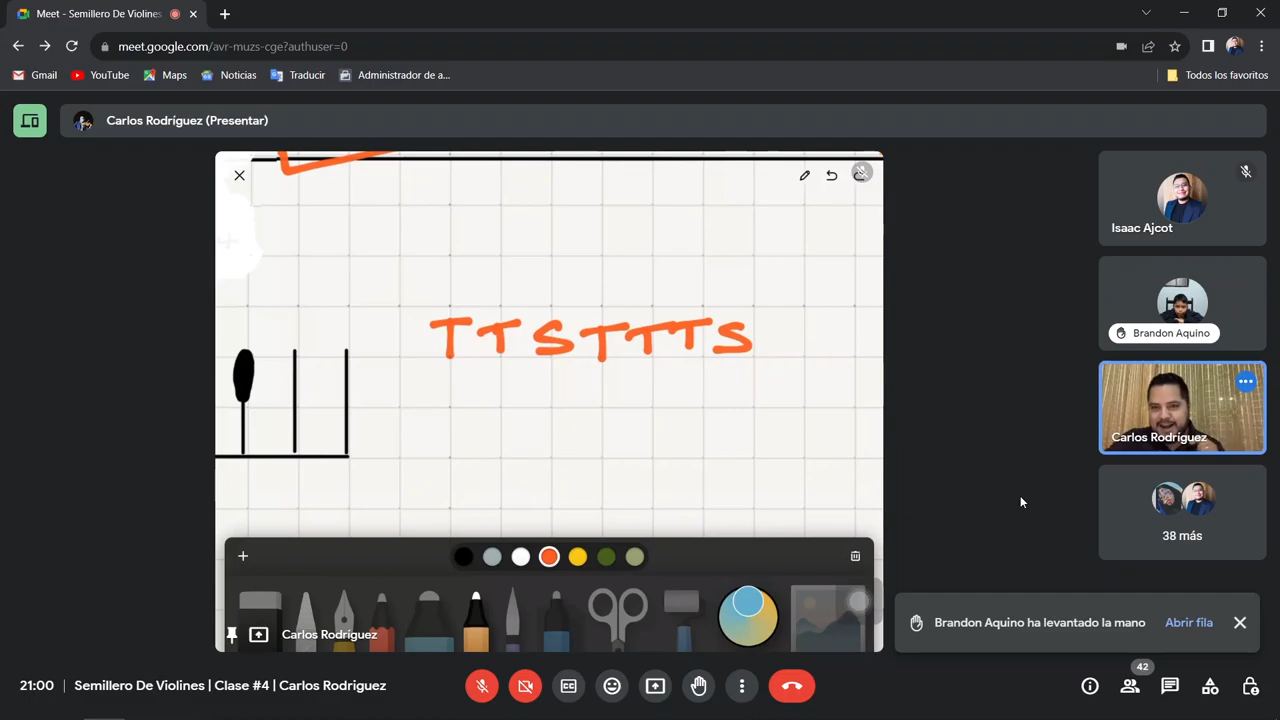 Meet - Semillero De Violines
meet.google.com/avr-muzs-cge?authuser=0
Gmail YouTube Maps Noticias Traducir Administrador de a... Todos los favoritos
Carlos Rodríguez (Presentar)
TTSTTTS
Isaac Ajcot
Brandon Aquino
Carlos Rodriguez
38 más
Carlos Rodriguez
Brandon Aquino ha levantado la mano Abrir fila
21:00 | Semillero De Violines | Clase #4 | Carlos Rodriguez
42